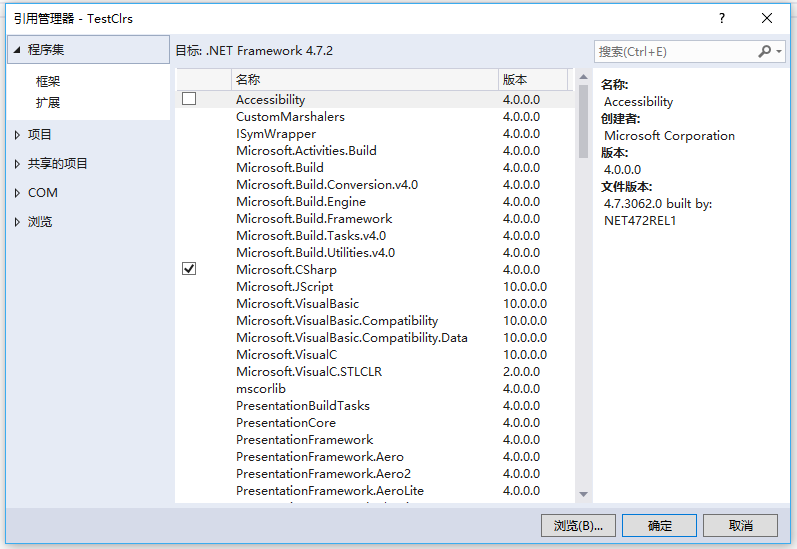 引用管理器 - TestClrs
程序集
框架
扩展
项目
共享的项目
COM
浏览
目标: .NET Framework 4.7.2
搜索(Ctrl+E)
名称 版本
Accessibility 4.0.0.0
CustomMarshalers 4.0.0.0
ISymWrapper 4.0.0.0
Microsoft.Activities.Build 4.0.0.0
Microsoft.Build 4.0.0.0
Microsoft.Build.Conversion.v4.0 4.0.0.0
Microsoft.Build.Engine 4.0.0.0
Microsoft.Build.Framework 4.0.0.0
Microsoft.Build.Tasks.v4.0 4.0.0.0
Microsoft.Build.Utilities.v4.0 4.0.0.0
Microsoft.CSharp 4.0.0.0
Microsoft.JScript 10.0.0.0
Microsoft.VisualBasic 10.0.0.0
Microsoft.VisualBasic.Compatibility 10.0.0.0
Microsoft.VisualBasic.Compatibility.Data 10.0.0.0
Microsoft.VisualC 10.0.0.0
Microsoft.VisualC.STLCLR 2.0.0.0
mscorlib 4.0.0.0
PresentationBuildTasks 4.0.0.0
PresentationCore 4.0.0.0
PresentationFramework 4.0.0.0
PresentationFramework.Aero 4.0.0.0
PresentationFramework.Aero2 4.0.0.0
PresentationFramework.AeroLite 4.0.0.0
名称:
Accessibility
创建者:
Microsoft Corporation
版本:
4.0.0.0
文件版本:
4.7.3062.0 built by:
NET472REL1
浏览(B)... 确定 取消